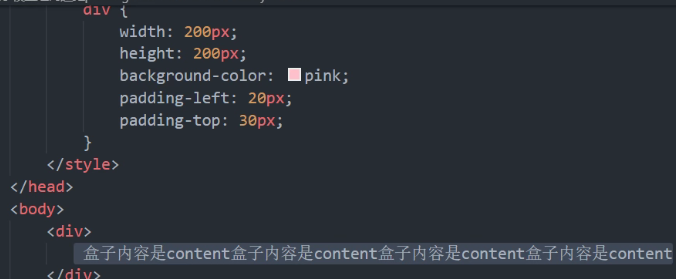 div {
width: 200px;
height: 200px;
background-color: pink;
padding-left: 20px;
padding-top: 30px;
}
</style>
</head>
<body>
<div>
盒子内容是content盒子内容是content盒子内容是content盒子内容是content
</div>